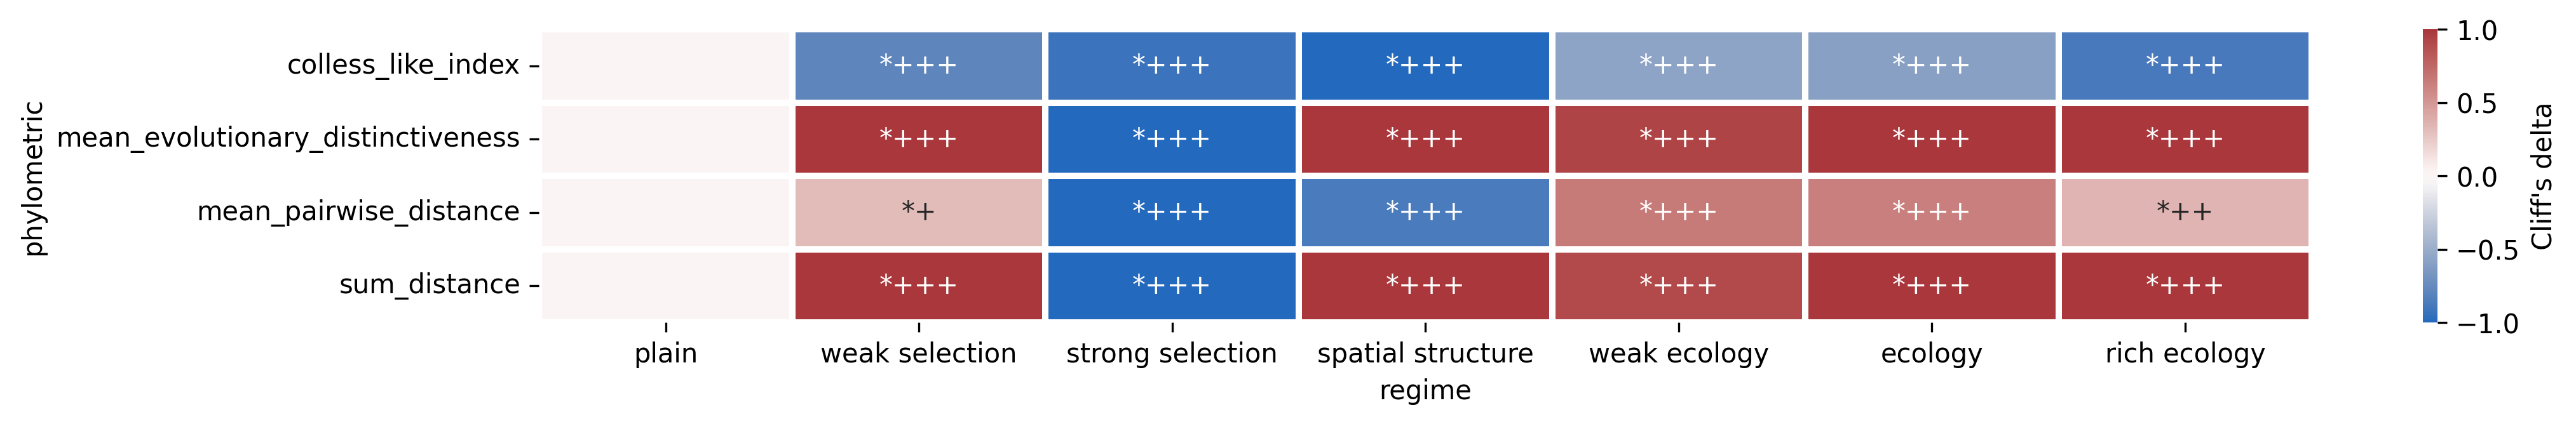 phylometric
colless_like_index *+++ *+++ *+++ *+++ *+++ *+++
mean_evolutionary_distinctiveness *+++ *+++ *+++ *+++ *+++ *+++
mean_pairwise_distance *+ *+++ *+++ *+++ *+++ *++
sum_distance *+++ *+++ *+++ *+++ *+++ *+++
plain weak selection strong selection spatial structure weak ecology ecology rich ecology
regime
1.0
0.5
0.0
−0.5
−1.0
Cliff's delta